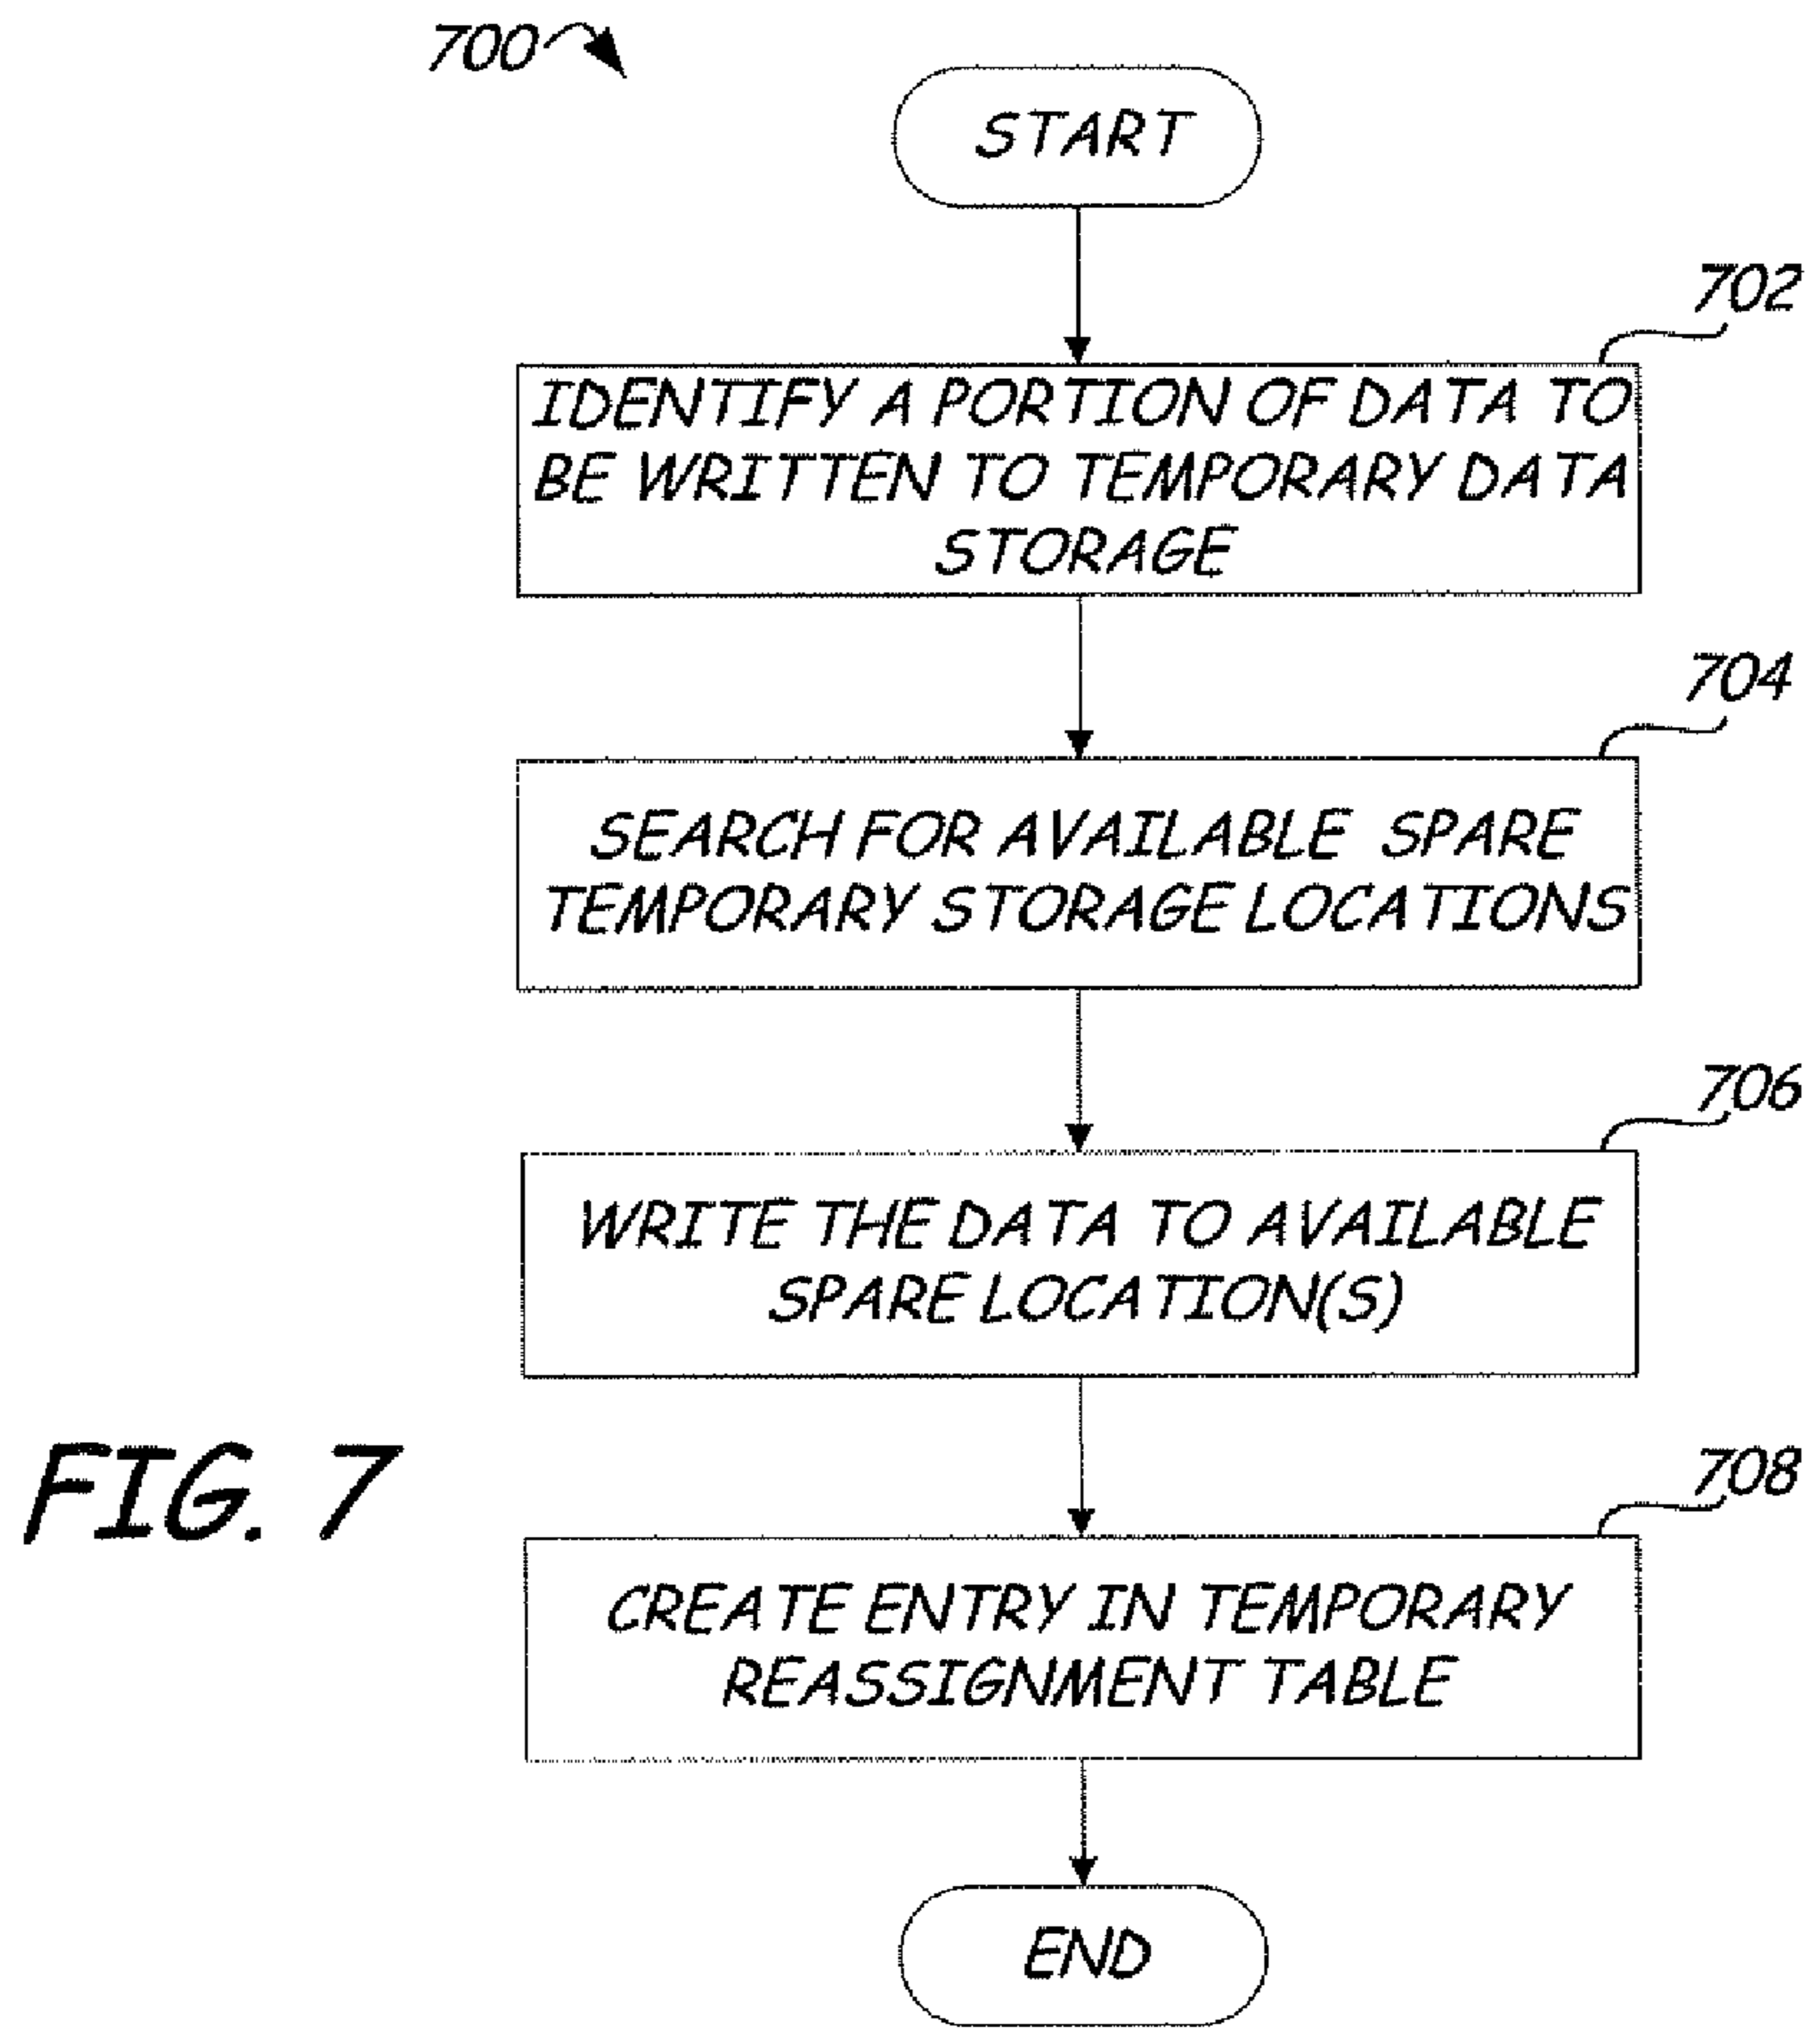 700
START
702
IDENTIFY A PORTION OF DATA TO
BE WRITTEN TO TEMPORARY DATA
STORAGE
704
SEARCH FOR AVAILABLE SPARE
TEMPORARY STORAGE LOCATIONS
706
WRITE THE DATA TO AVAILABLE
SPARE LOCATION(S)
FIG. 7
708
CREATE ENTRY IN TEMPORARY
REASSIGNMENT TABLE
END